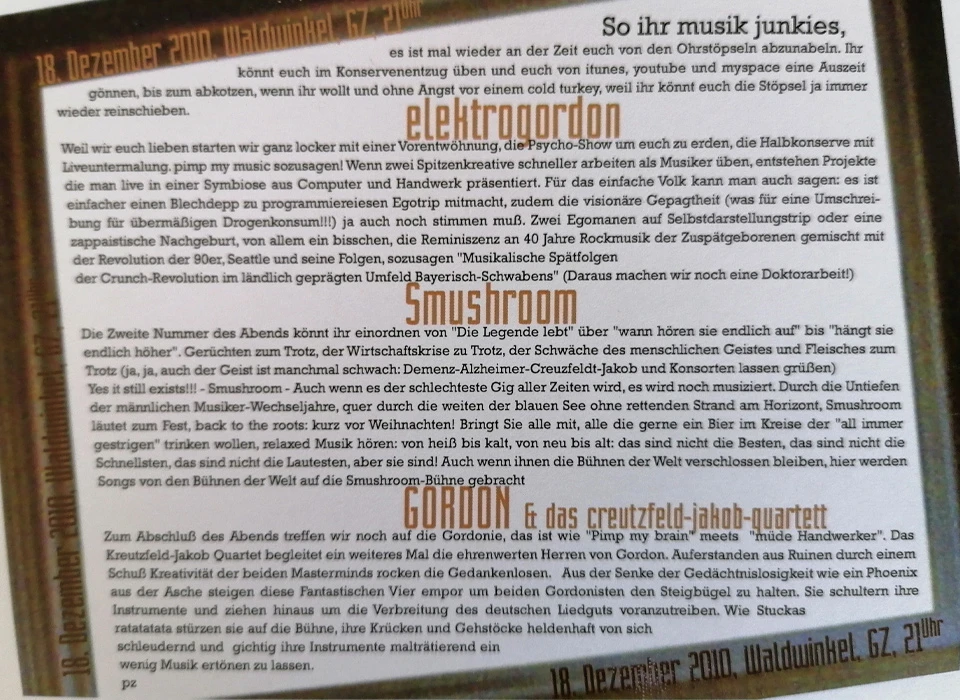 18. Dezember 2010, Waldwinkel, GZ, 21Uhr
So ihr musik junkies,
es ist mal wieder an der Zeit euch von den Ohrstöpseln abzunabeln. Ihr
könnt euch im Konservenentzug üben und euch von itunes, youtube und myspace eine Auszeit
gönnen, bis zum abkotzen, wenn ihr wollt und ohne Angst vor einem cold turkey, weil ihr könnt euch die Stöpsel ja immer
wieder reinschieben.
elektrogordon
Weil wir euch lieben starten wir ganz locker mit einer Vorentwöhnung, die Psycho-Show um euch zu erden, die Halbkonserve mit
Liveuntermalung. pimp my music sozusagen! Wenn zwei Spitzenkreative schneller arbeiten als Musiker üben, entstehen Projekte
die man live in einer Symbiose aus Computer und Handwerk präsentiert. Für das einfache Volk kann man auch sagen: es ist
einfacher einen Blechdepp zu programmiereiesen Egotrip mitmacht, zudem die visionäre Gepagtheit (was für eine Umschrei-
bung für übermäßigen Drogenkonsum!!!) ja auch noch stimmen muß. Zwei Egomanen auf Selbstdarstellungstrip oder eine
zappaistische Nachgeburt, von allem ein bisschen, die Reminiszenz an 40 Jahre Rockmusik der Zuspätgeborenen gemischt mit
der Revolution der 90er, Seattle und seine Folgen, sozusagen "Musikalische Spätfolgen
der Crunch-Revolution im ländlich geprägten Umfeld Bayerisch-Schwabens" (Daraus machen wir noch eine Doktorarbeit!)
Smushroom
Die Zweite Nummer des Abends könnt ihr einordnen von "Die Legende lebt" über "wann hören sie endlich auf" bis "hängt sie
endlich höher". Gerüchten zum Trotz, der Wirtschaftskrise zu Trotz, der Schwäche des menschlichen Geistes und Fleisches zum
Trotz (ja, ja, auch der Geist ist manchmal schwach: Demenz-Alzheimer-Creuzfeldt-Jakob und Konsorten lassen grüßen)
Yes it still exists!!! - Smushroom - Auch wenn es der schlechteste Gig aller Zeiten wird, es wird noch musiziert. Durch die Untiefen
der männlichen Musiker-Wechseljahre, quer durch die weiten der blauen See ohne rettenden Strand am Horizont, Smushroom
läutet zum Fest, back to the roots: kurz vor Weihnachten! Bringt Sie alle mit, alle die gerne ein Bier im Kreise der "all immer
gestrigen" trinken wollen, relaxed Musik hören: von heiß bis kalt, von neu bis alt: das sind nicht die Besten, das sind nicht die
Schnellsten, das sind nicht die Lautesten, aber sie sind! Auch wenn ihnen die Bühnen der Welt verschlossen bleiben, hier werden
Songs von den Bühnen der Welt auf die Smushroom-Bühne gebracht
GORDON & das creutzfeld-jakob-quartett
Zum Abschluß des Abends treffen wir noch auf die Gordonie, das ist wie "Pimp my brain" meets "müde Handwerker". Das
Kreutzfeld-Jakob Quartet begleitet ein weiteres Mal die ehrenwerten Herren von Gordon. Auferstanden aus Ruinen durch einem
Schuß Kreativität der beiden Masterminds rocken die Gedankenlosen. Aus der Senke der Gedächtnislosigkeit wie ein Phoenix
aus der Asche steigen diese Fantastischen Vier empor um beiden Gordonisten den Steigbügel zu halten. Sie schultern ihre
Instrumente und ziehen hinaus um die Verbreitung des deutschen Liedguts voranzutreiben. Wie Stuckas
ratatatata stürzen sie auf die Bühne, ihre Krücken und Gehstöcke heldenhaft von sich
schleudernd und gichtig ihre Instrumente malträtierend ein
wenig Musik ertönen zu lassen.
pz
18. Dezember 2010, Waldwinkel, GZ, 21Uhr
18. Dezember 2010, Waldwinkel, GZ, 21Uhr